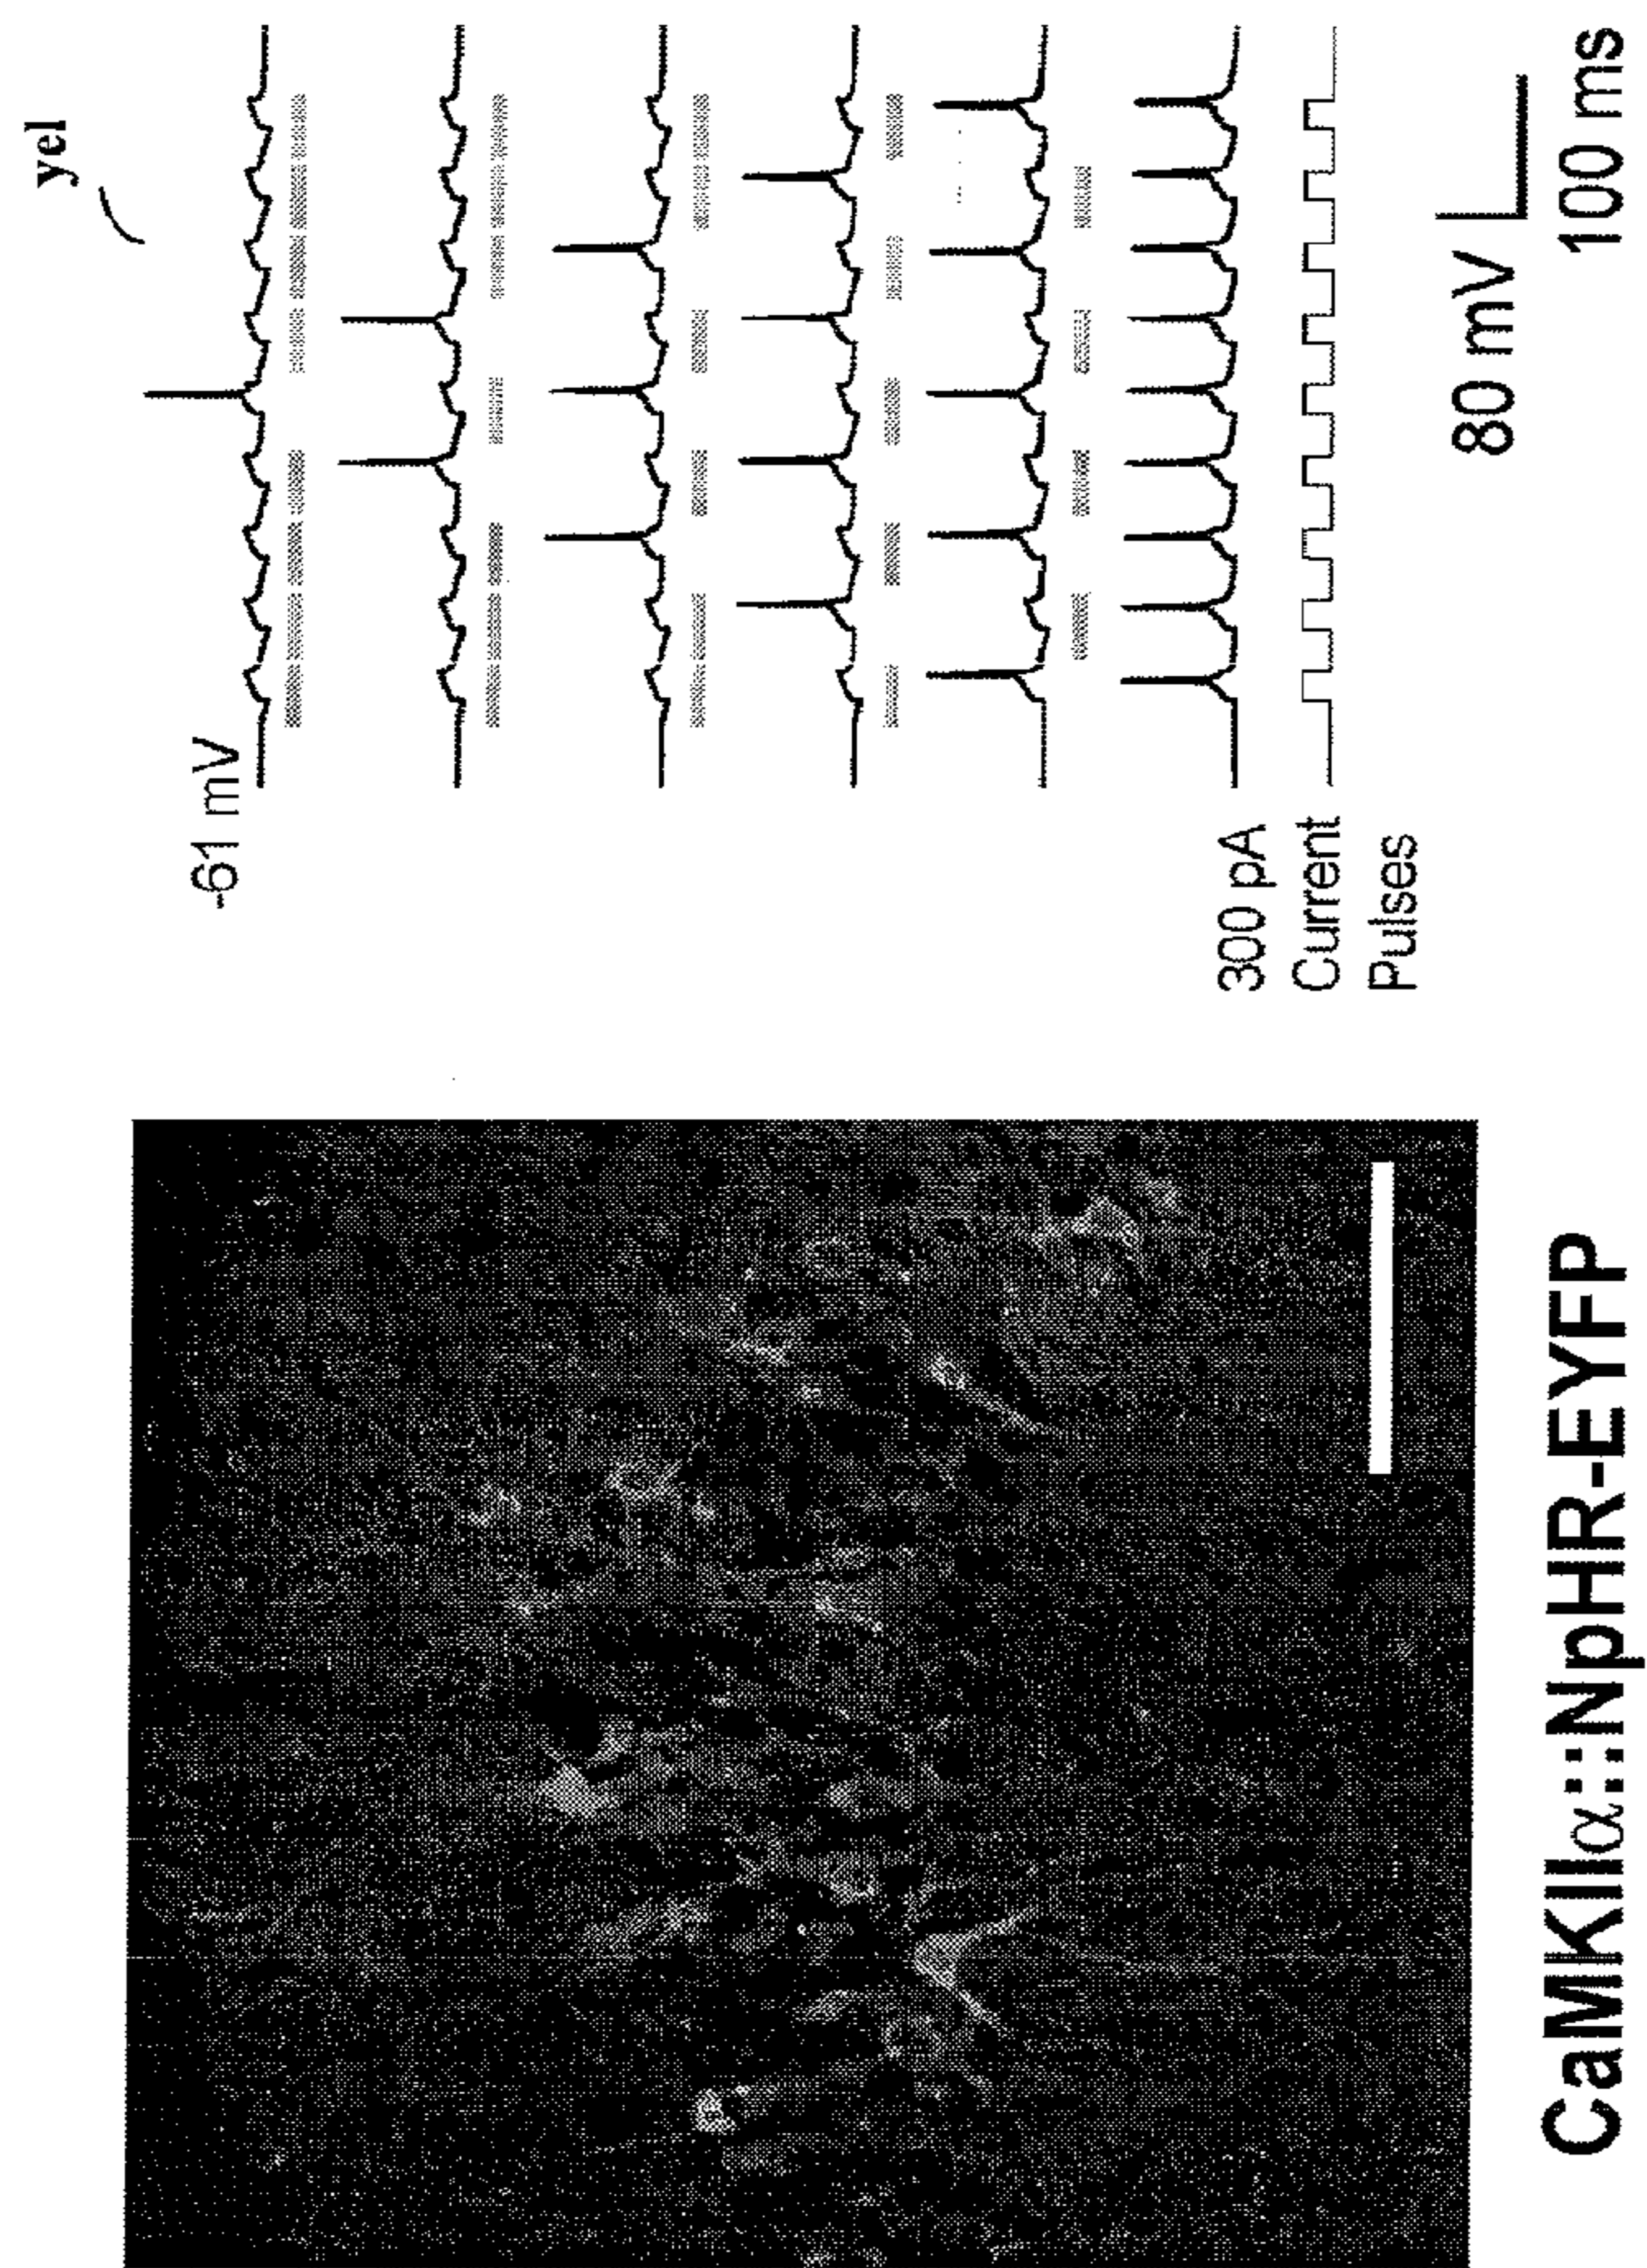 yel
-61 mV
300 pA
Current
Pulses
80 mV
100 ms
CaMKIIα::NpHR-EYFP